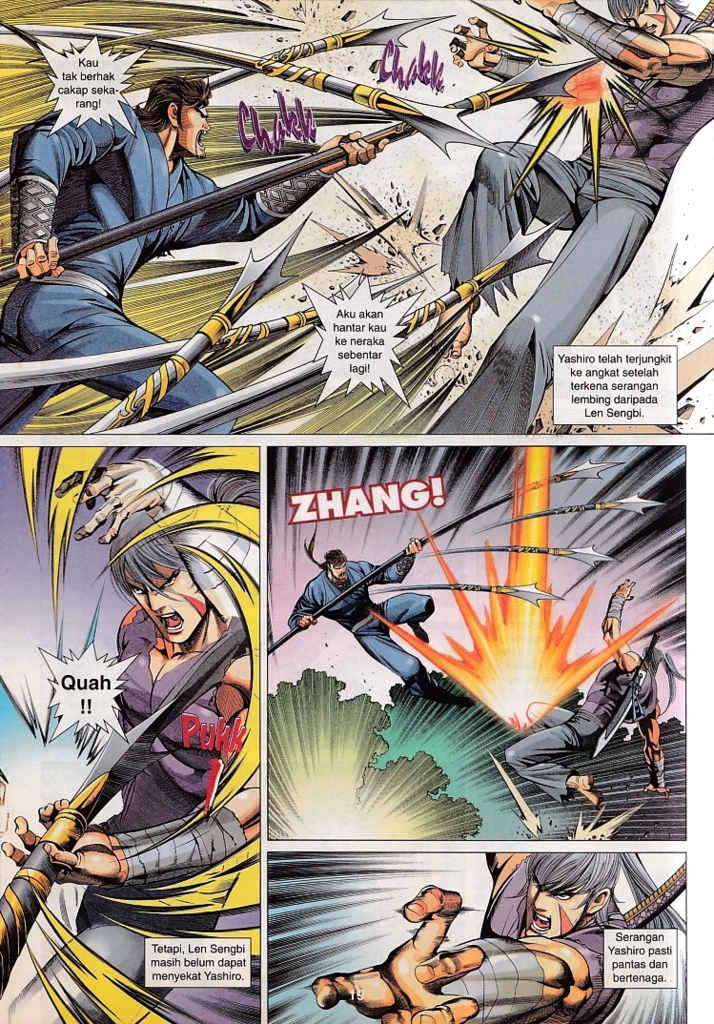 Kau
tak berhak
cakap seka-
rang!
Chakk
Chakk
Aku akan
hantar kau
ke neraka
sebentar
lagi!
Yashiro telah terjungkit
ke angkat setelah
terkena serangan
lembing daripada
Len Sengbi.
Quah
!!
Pukk
!
Tetapi, Len Sengbi
masih belum dapat
menyekat Yashiro.
ZHANG!
Serangan
Yashiro pasti
pantas dan
bertenaga.